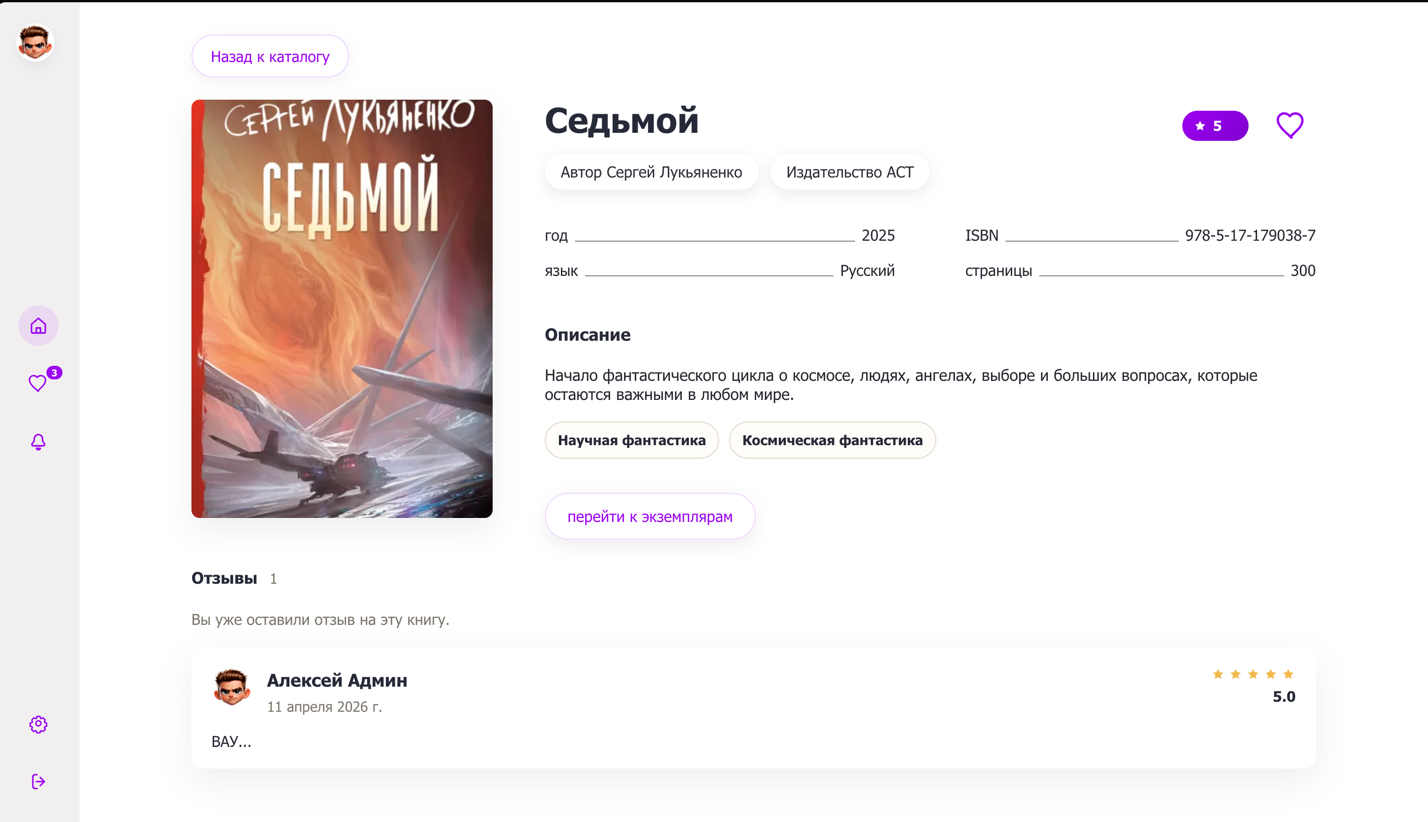 Назад к каталогу
СЕРГЕЙ ЛУКЬЯНЕНКО
СЕДЬМОЙ
Седьмой
5
Автор Сергей Лукьяненко
Издательство АСТ
год 2025
ISBN 978-5-17-179038-7
язык Русский
страницы 300
3
Описание
Начало фантастического цикла о космосе, людях, ангелах, выборе и больших вопросах, которые
остаются важными в любом мире.
Научная фантастика
Космическая фантастика
перейти к экземплярам
Отзывы 1
Вы уже оставили отзыв на эту книгу.
Алексей Админ
11 апреля 2026 г.
5.0
ВАУ...